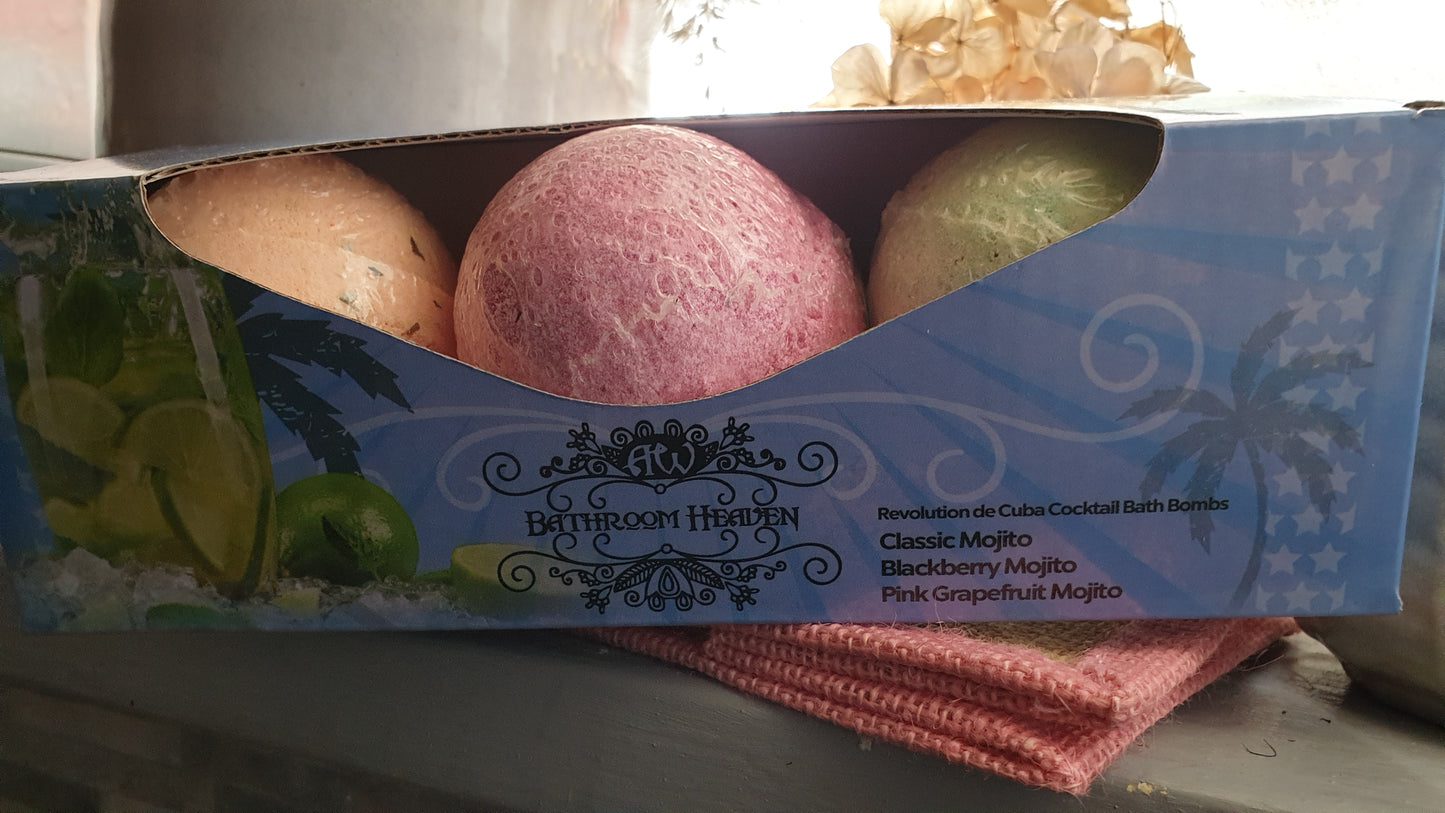 AW
BATHROOM HEAVEN
Revolution de Cuba Cocktail Bath Bombs
Classic Mojito
Blackberry Mojito
Pink Grapefruit Mojito